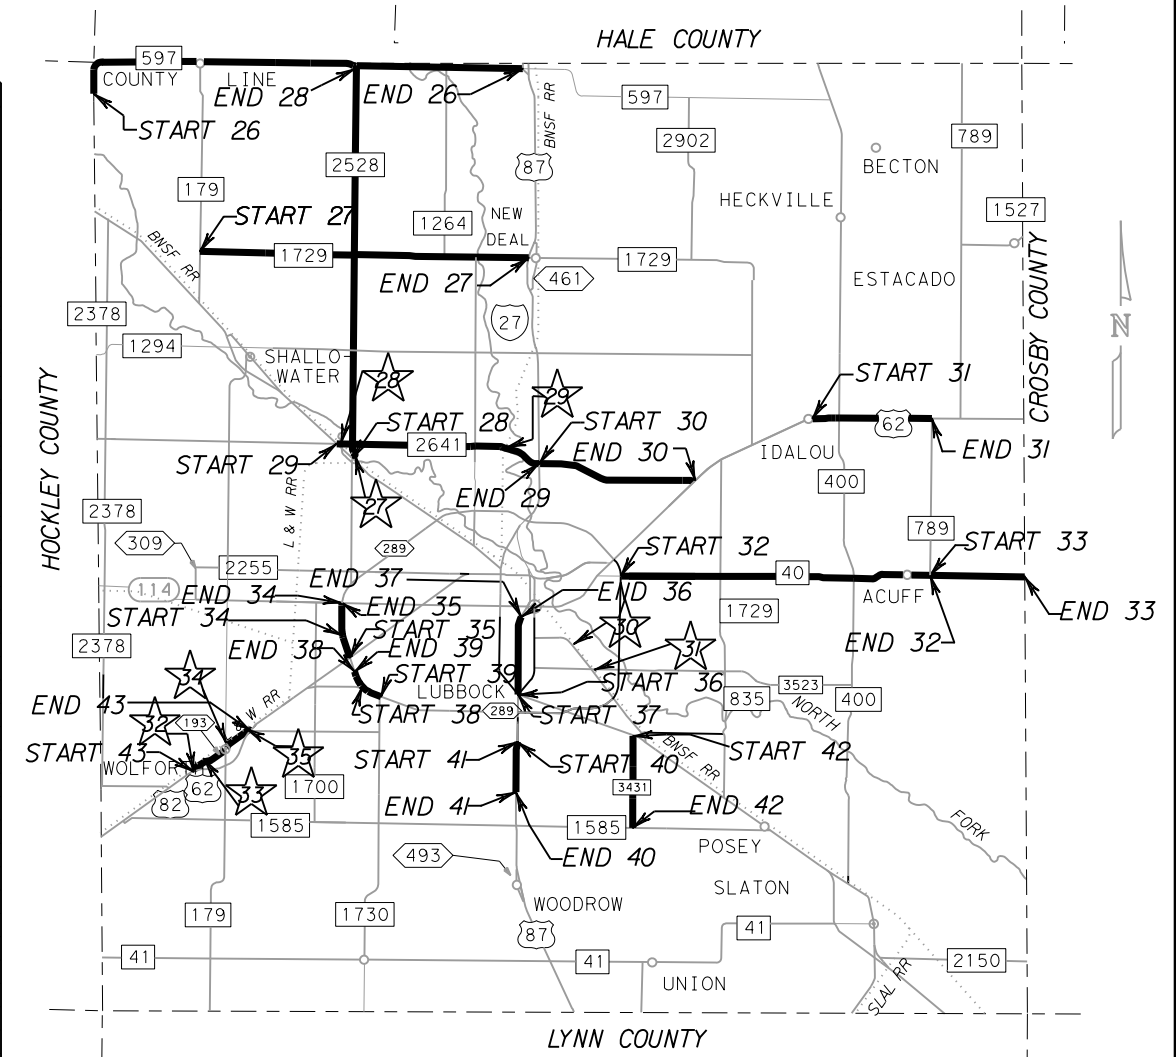 HALE COUNTY
597
COUNTY LINE
END 28
END 26
START 26
597
BNSF RR
2902
789
2528
87
BECTON
179
HECKVILLE
1527
START 27
1264
NEW
DEAL
BNSF RR
1729
1729
END 27
461
ESTACADO
CROSBY COUNTY
N
2378
27
1294
SHALLO-
WATER
HOCKLEY COUNTY
28
29
START 31
START 28
START 30
62
2641
END 30
IDALOU
END 31
START 29
END 29
400
L & W RR
27
2378
309
289
789
START 32
START 33
2255
END 37
40
114
END 34
END 35
END 36
ACUFF
END 33
START 34
30
1729
END 32
2378
START 35
31
END 38
END 39
34
START 39
LUBBOCK
START 36
835
3523
400
END 43
& W RR
START 38
289
START 37
NORTH
32
193
START 43
35
START 41
START 40
BNSF RR
START 42
WOLFOR
62
33
1700
3431
82
END 41
END 42
1585
1585
FORK
POSEY
493
END 40
SLATON
179
1730
WOODROW
87
41
41
41
2150
UNION
SLAL RR
LYNN COUNTY